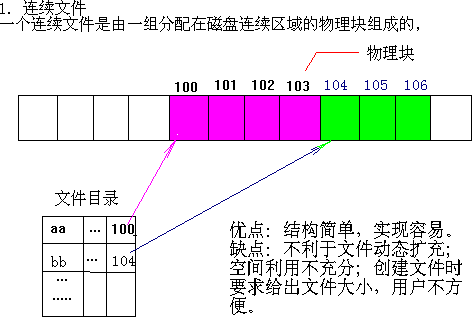 1. 连续文件
一个连续文件是由一组分配在磁盘连续区域的物理块组成的，
物理块
100 101 102 103 104 105 106
文件目录
aa … 100
bb … 104
…
.....
优点：结构简单，实现容易。
缺点：不利于文件动态扩充；
空间利用不充分；创建文件时
要求给出文件大小，用户不方
便。